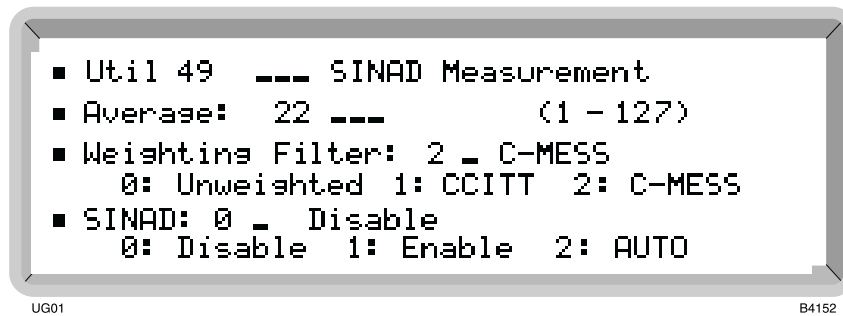 ■ Util 49 ___ SINAD Measurement
■ Average: 22 ___ (1 - 127)
■ Weighting Filter: 2 _ C-MESS
0: Unweighted 1: CCITT 2: C-MESS
■ SINAD: 0 _ Disable
0: Disable 1: Enable 2: AUTO
UG01 B4152